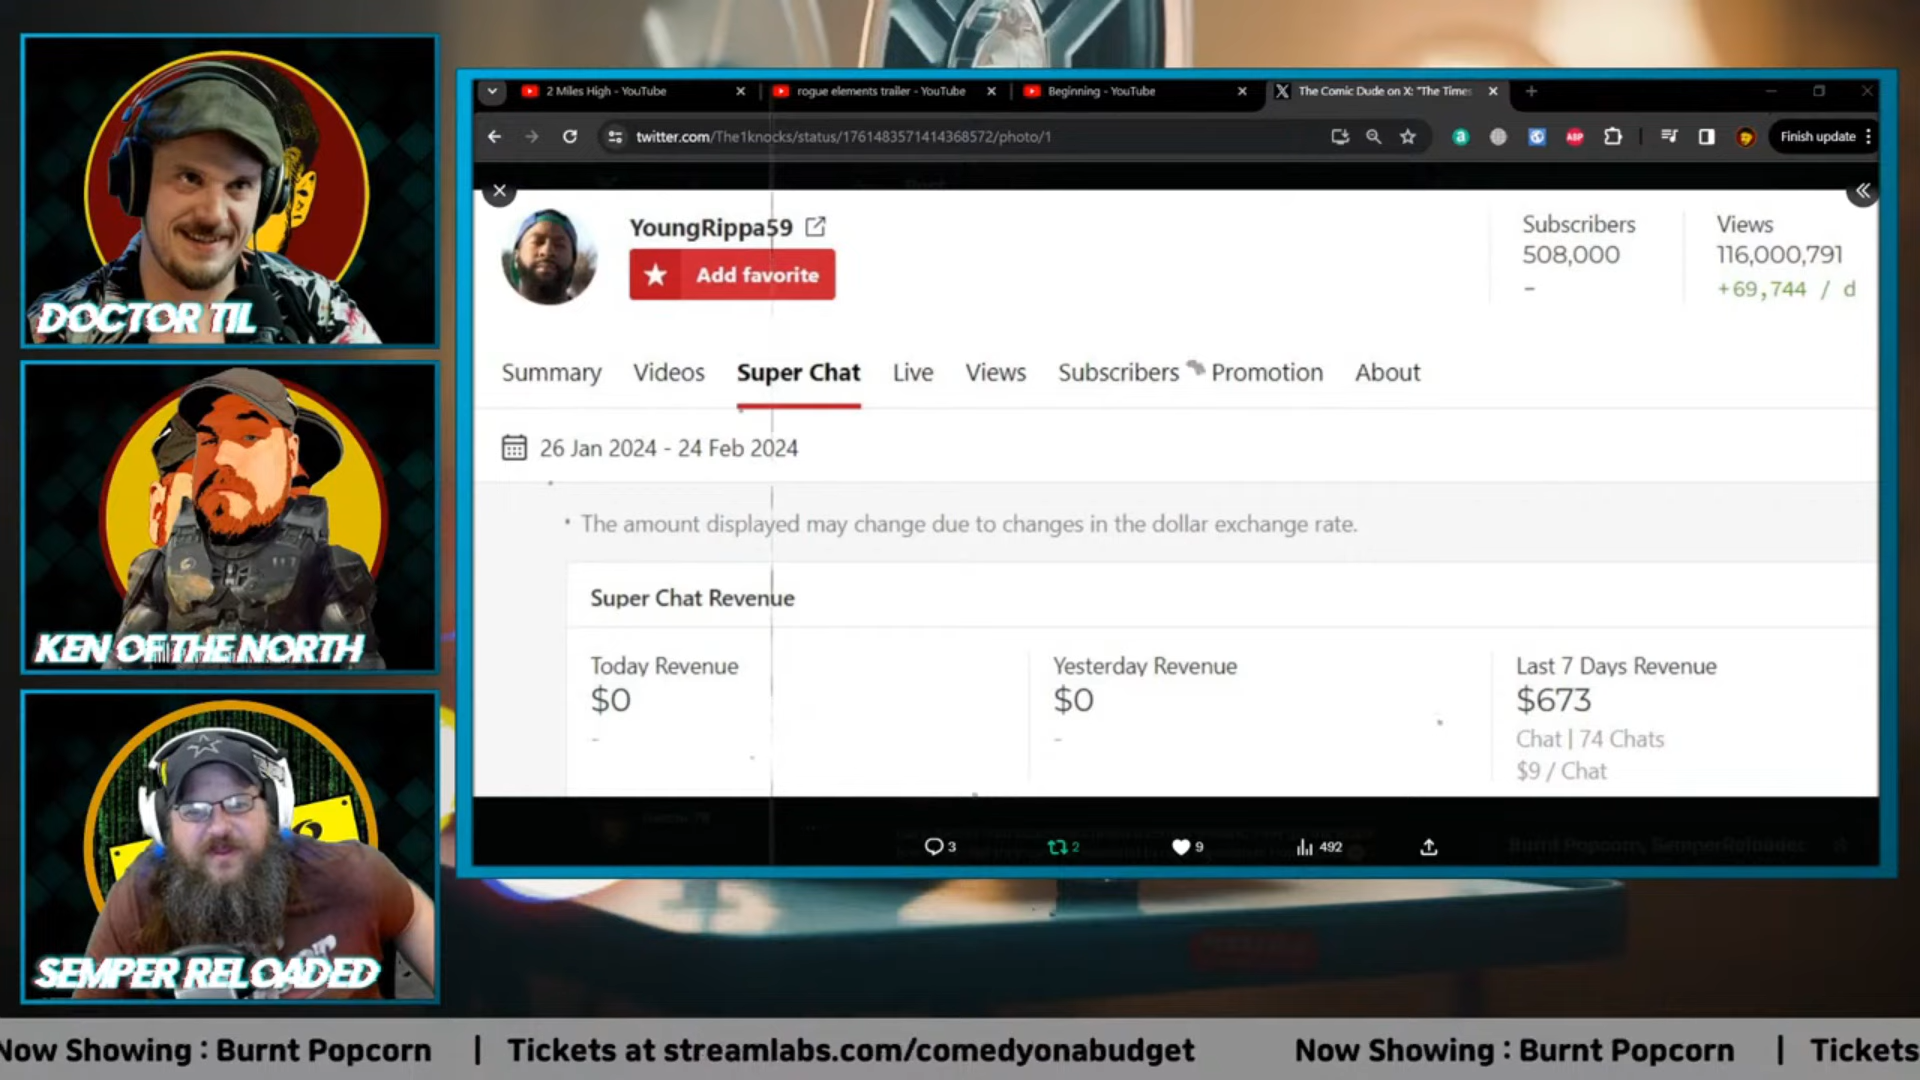 DOCTOR TIL
KEN OF THE NORTH
SEMPER RELOADED
2 Miles High - YouTube
rogue elements trailer - YouTube
Beginning - YouTube
The Comic Dude on X: "The Times
twitter.com/The1knocks/status/1761483571414368572/photo/1
ABP
Finish update
YoungRippa59
Add favorite
Subscribers
508,000
-
Views
116,000,791
+69,744 / d
Summary
Videos
Super Chat
Live
Views
Subscribers
Promotion
About
26 Jan 2024 - 24 Feb 2024
• The amount displayed may change due to changes in the dollar exchange rate.
Super Chat Revenue
Today Revenue
$0
-
Yesterday Revenue
$0
-
Last 7 Days Revenue
$673
Chat | 74 Chats
$9 / Chat
3
2
9
492
Burnt Popcorn, SemperReloaded
Now Showing : Burnt Popcorn | Tickets at streamlabs.com/comedyonabudget Now Showing : Burnt Popcorn | Tickets